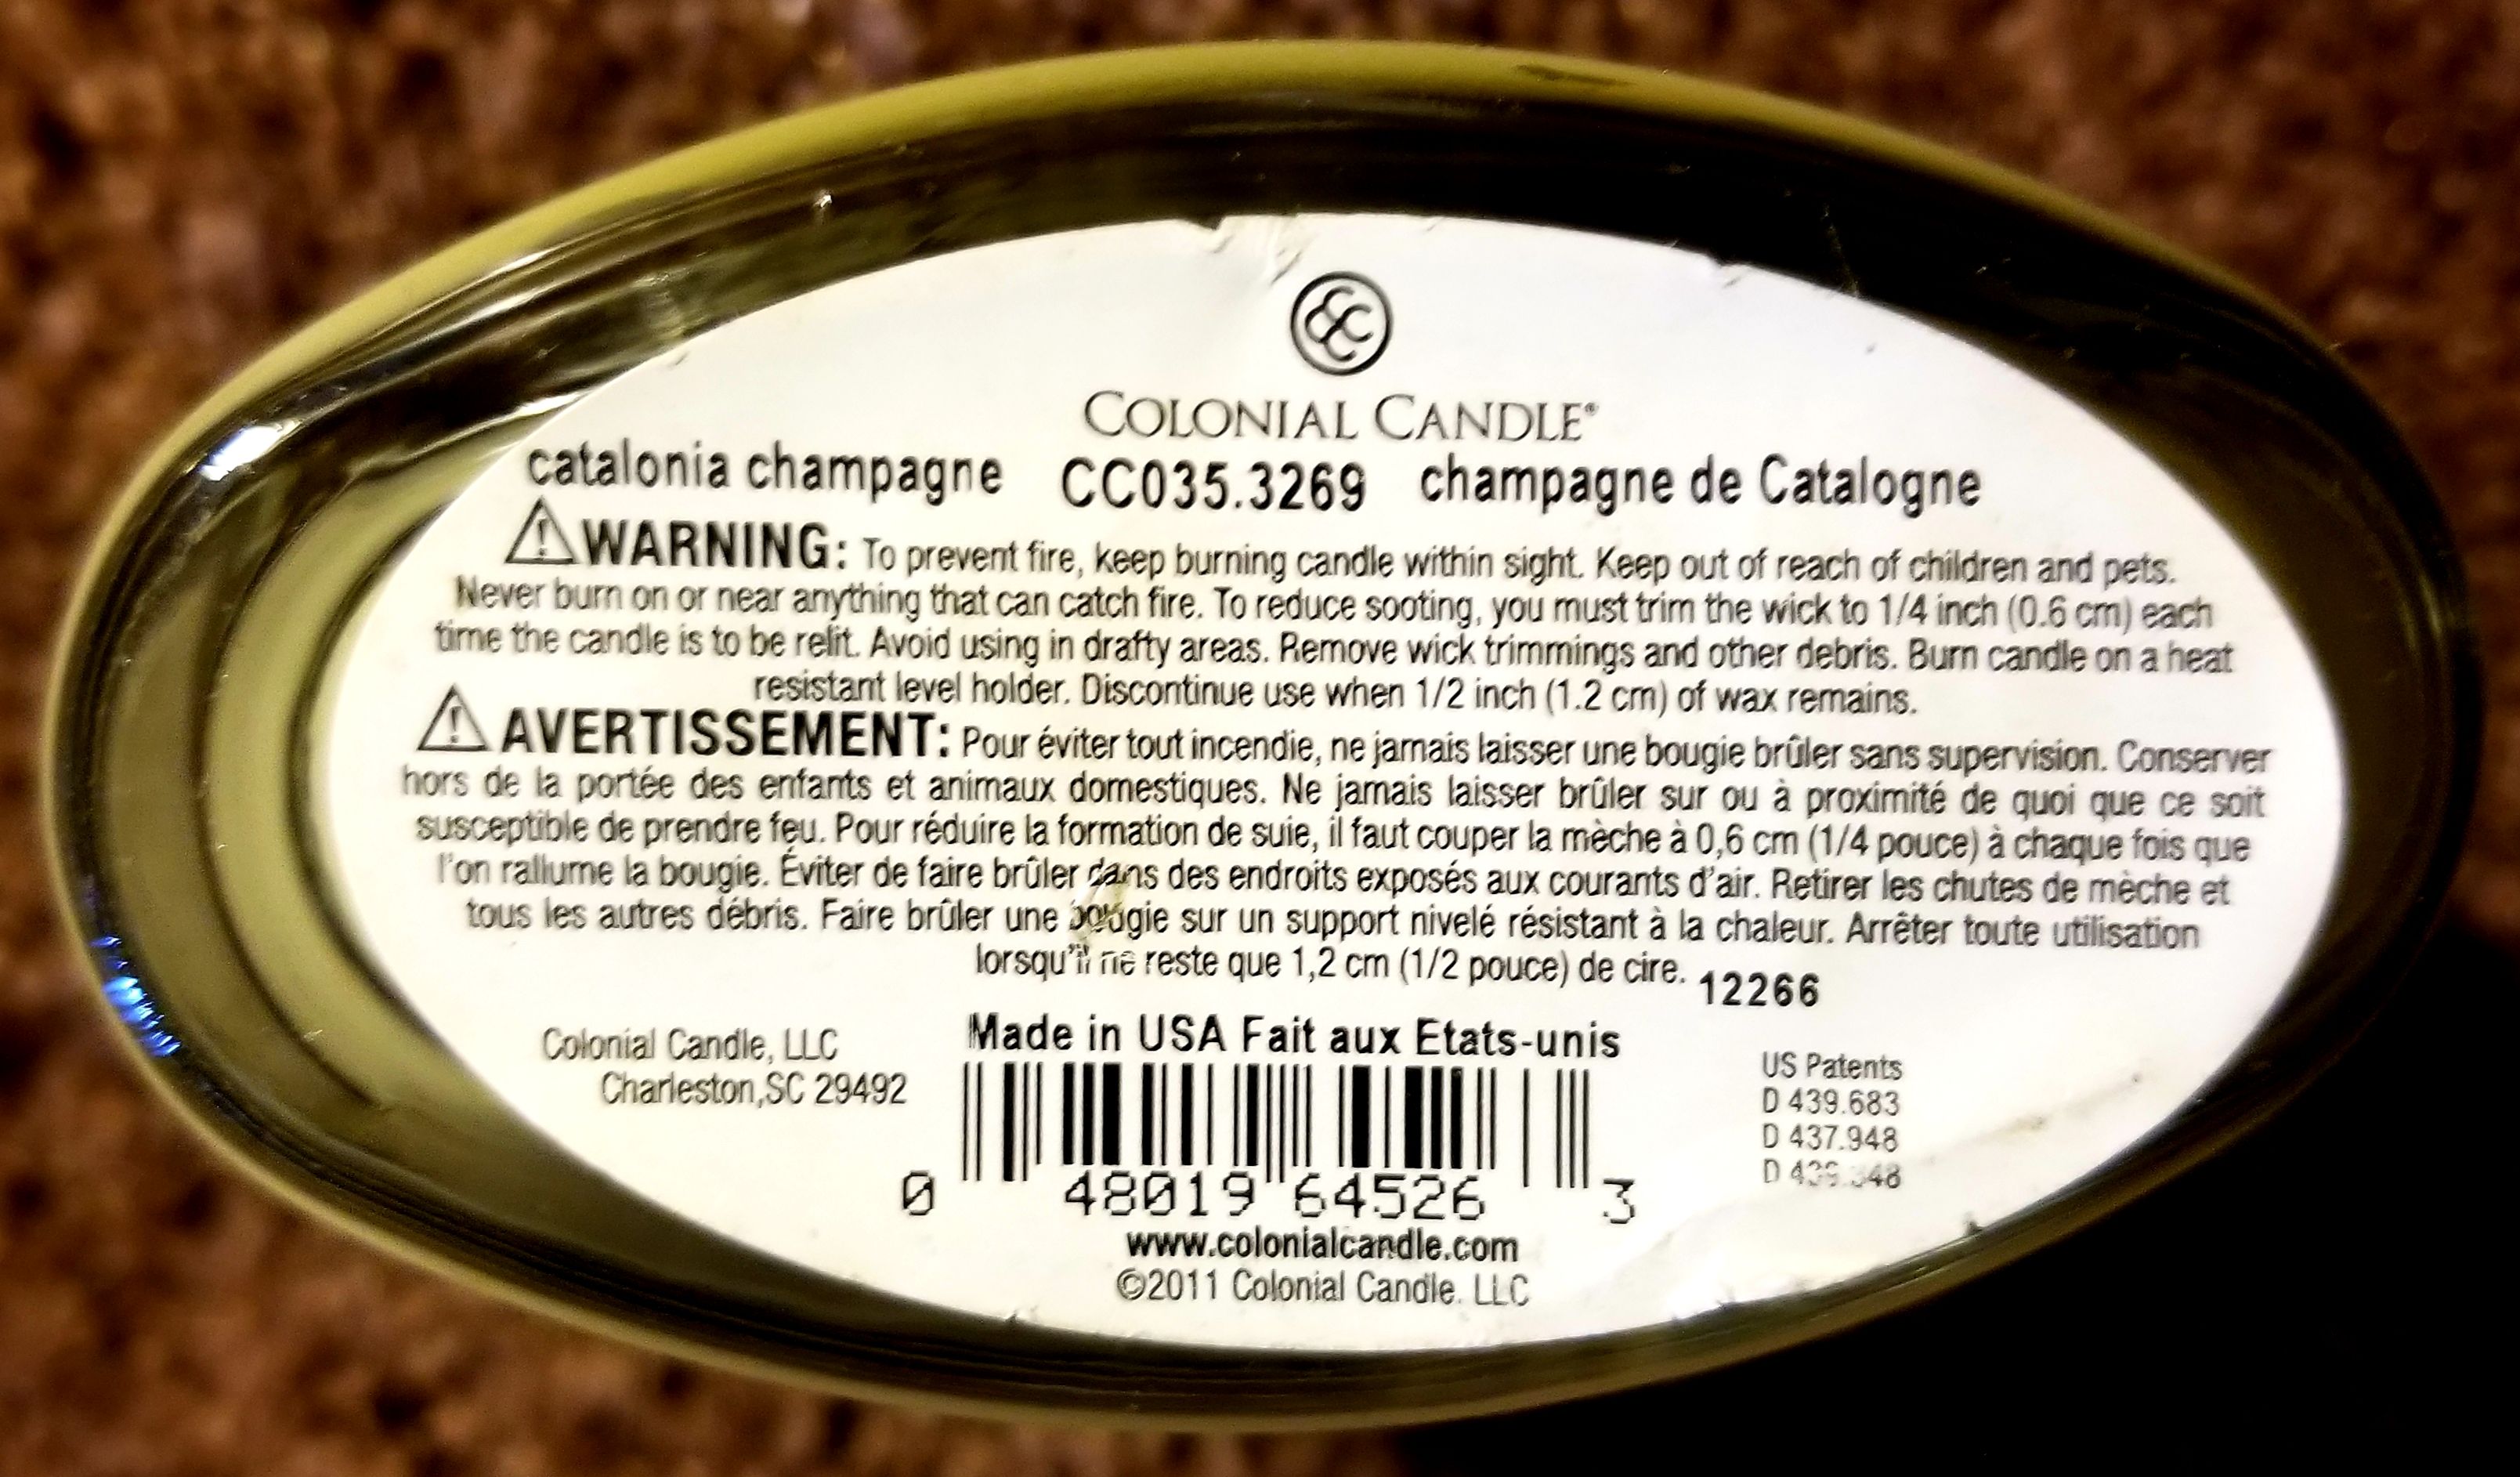 COLONIAL CANDLE®
catalonia champagne CC035.3269 champagne de Catalogne
WARNING: To prevent fire, keep burning candle within sight. Keep out of reach of children and pets.
Never burn on or near anything that can catch fire. To reduce sooting, you must trim the wick to 1/4 inch (0.6 cm) each
time the candle is to be relit. Avoid using in drafty areas. Remove wick trimmings and other debris. Burn candle on a heat
resistant level holder. Discontinue use when 1/2 inch (1.2 cm) of wax remains.
AVERTISSEMENT: Pour éviter tout incendie, ne jamais laisser une bougie brûler sans supervision. Conserver
hors de la portée des enfants et animaux domestiques. Ne jamais laisser brûler sur ou à proximité de quoi que ce soit
susceptible de prendre feu. Pour réduire la formation de suie, il faut couper la mèche à 0,6 cm (1/4 pouce) à chaque fois que
l'on rallume la bougie. Éviter de faire brûler dans des endroits exposés aux courants d'air. Retirer les chutes de mèche et
tous les autres débris. Faire brûler une bougie sur un support nivelé résistant à la chaleur. Arrêter toute utilisation
lorsqu'il ne reste que 1,2 cm (1/2 pouce) de cire. 12266
Made in USA Fait aux Etats-unis
Colonial Candle, LLC
Charleston,SC 29492
US Patents
D 439.683
D 437.948
D
0 48019 64526 3
www.colonialcandle.com
©2011 Colonial Candle. LLC